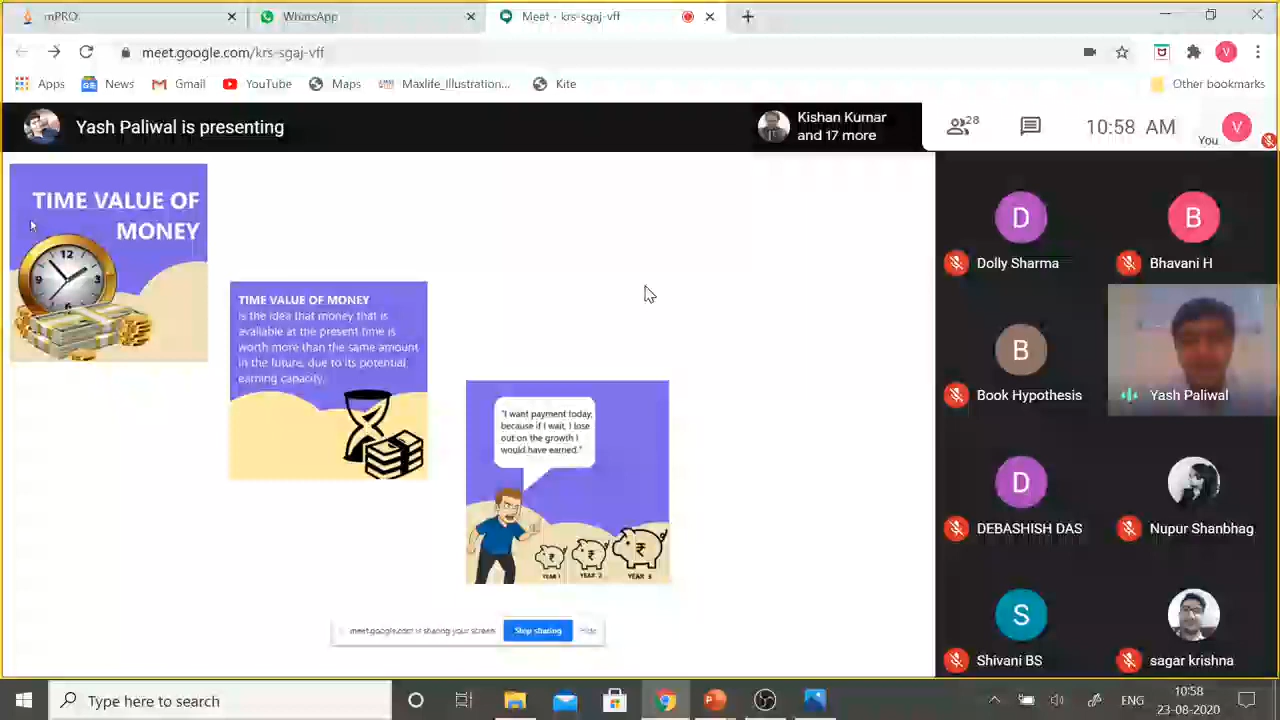 mPRO.
WhatsApp
Meet - krs-sgaj-vff
meet.google.com/krs-sgaj-vff
Apps
News
Gmail
YouTube
Maps
Maxlife_Illustration...
Kite
Other bookmarks
Yash Paliwal is presenting
Kishan Kumar
and 17 more
28
10:58 AM
You
V
TIME VALUE OF
MONEY
TIME VALUE OF MONEY
is the idea that money that is
available at the present time is
worth more than the same amount
in the future, due to its potential
earning capacity.
"I want payment today,
because if I wait, I lose
out on the growth I
would have earned."
YEAR 1
YEAR 2
YEAR 3
meet.google.com is sharing your screen
Stop sharing
Hide
D
Dolly Sharma
B
Bhavani H
B
Book Hypothesis
Yash Paliwal
D
DEBASHISH DAS
Nupur Shanbhag
S
Shivani BS
sagar krishna
Type here to search
ENG
10:58
23-08-2020